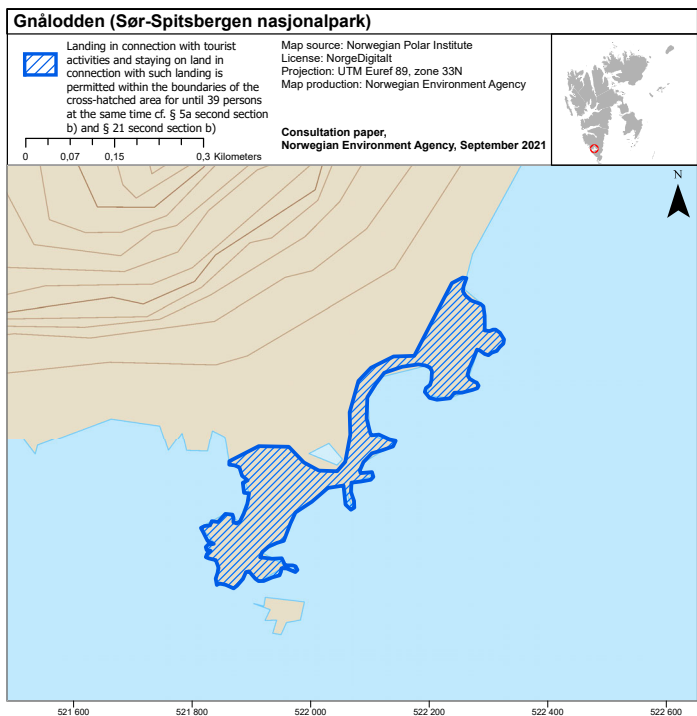 Gnålodden (Sør-Spitsbergen nasjonalpark)
Landing in connection with tourist
activities and staying on land in
connection with such landing is
permitted within the boundaries of the
cross-hatched area for until 39 persons
at the same time cf. § 5a second section
b) and § 21 second section b)
0 0,07 0,15 0,3 Kilometers
Map source: Norwegian Polar Institute
License: NorgeDigitalt
Projection: UTM Euref 89, zone 33N
Map production: Norwegian Environment Agency
Consultation paper,
Norwegian Environment Agency, September 2021
N
521 600 521 800 522 000 522 200 522 400 522 600